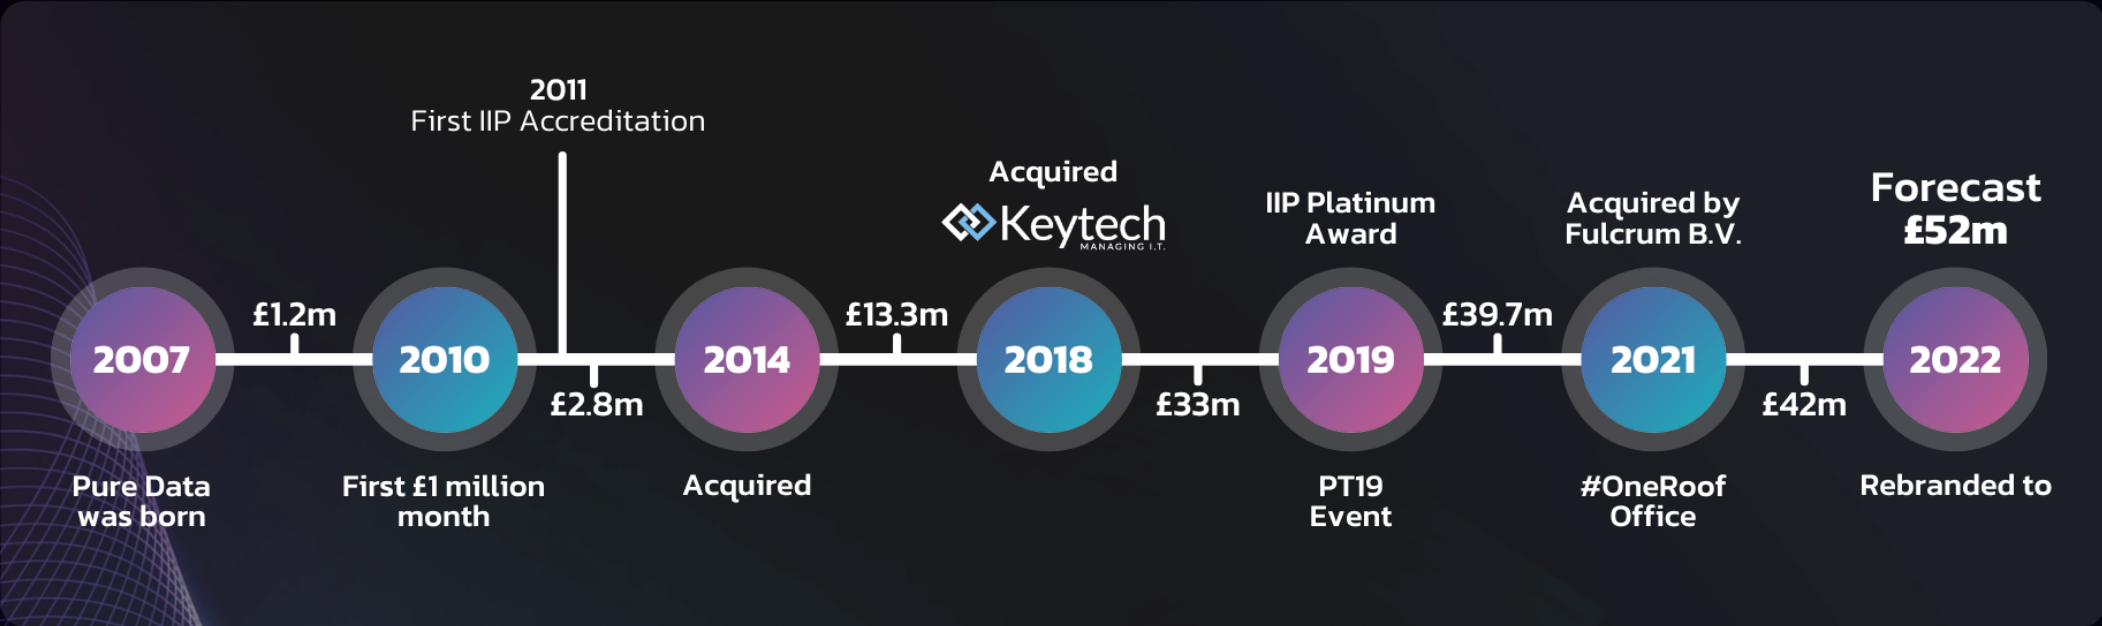 2011
First IIP Accreditation
Acquired
Keytech
MANAGING I.T.
IIP Platinum
Award
Acquired by
Fulcrum B.V.
Forecast
£52m
£1.2m
£13.3m
£39.7m
2007
2010
2014
2018
2019
2021
2022
£2.8m
£33m
£42m
Pure Data
was born
First £1 million
month
Acquired
PT19
Event
#OneRoof
Office
Rebranded to